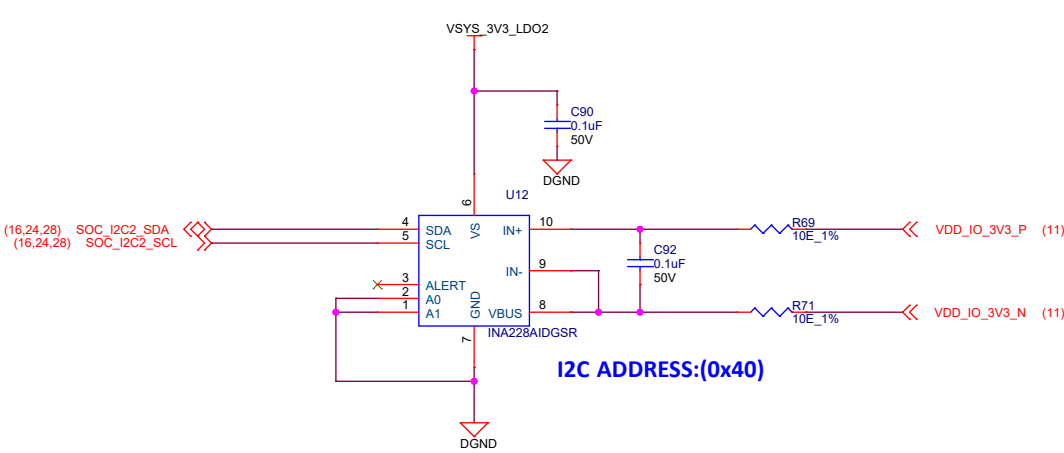 VSYS_3V3_LDO2
C90
0.1uF
50V
DGND
U12
6
(16,24,28) SOC_I2C2_SDA
4
SDA
VS
IN+
10
R69
10E_1%
VDD_IO_3V3_P (11)
(16,24,28) SOC_I2C2_SCL
5
SCL
C92
0.1uF
50V
IN-
9
3
ALERT
2
A0
1
A1
GND
VBUS
8
R71
10E_1%
VDD_IO_3V3_N (11)
7
INA228AIDGSR
I2C ADDRESS:(0x40)
DGND